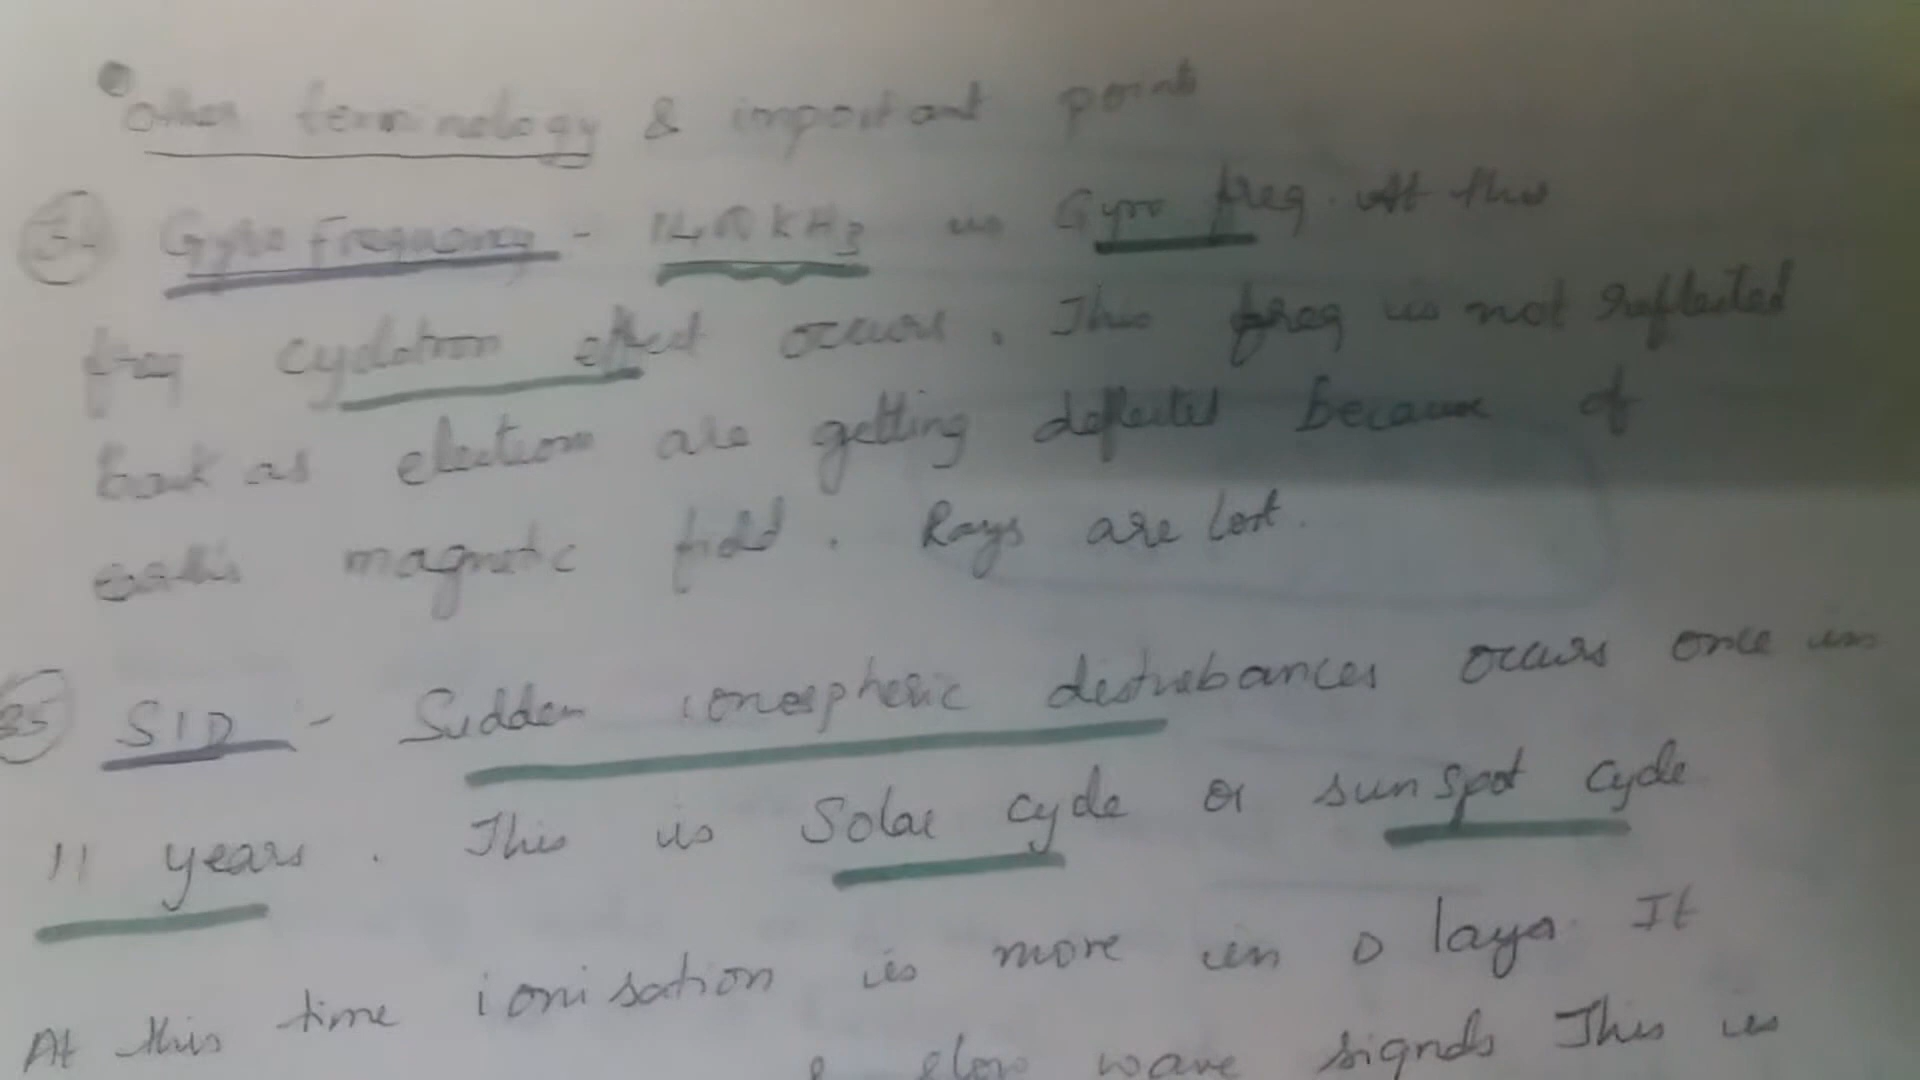 Other terminology & important points
34 Gyro Frequency - 1400 kHz is Gyro freq. At this
freq cyclotron effect occurs. This freq is not reflected
back as electrons are getting deflected because of
earth's magnetic field. Rays are lost.
35 SID - Sudden ionospheric disturbances occurs once in
11 years. This is Solar cycle or sunspot cycle
At this time ionisation is more in D layer. It
wave signals This is